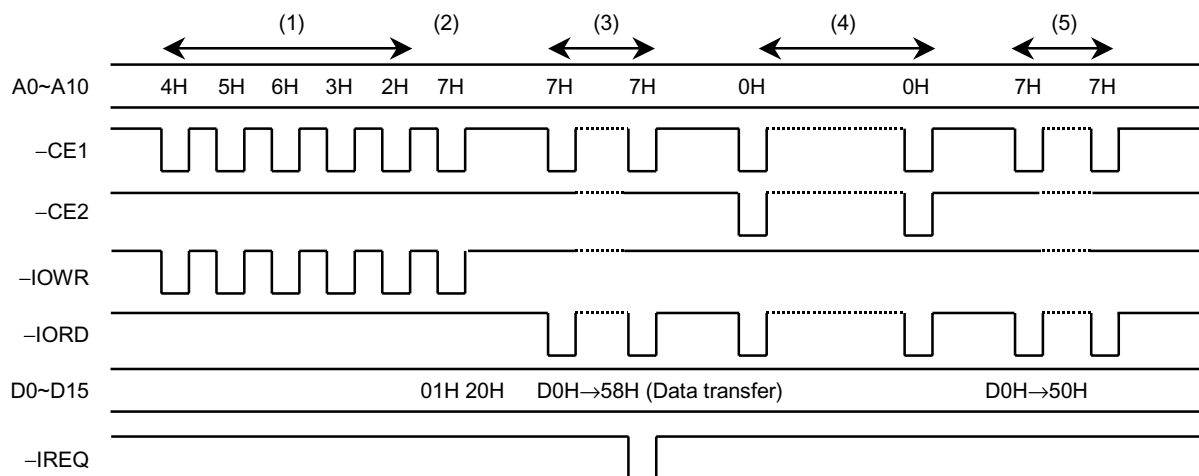 (1) (2) (3) (4) (5)
A0~A10 4H 5H 6H 3H 2H 7H 7H 7H 0H 0H 7H 7H
–CE1
–CE2
–IOWR
–IORD
D0~D15 01H 20H D0H→58H (Data transfer) D0H→50H
–IREQ